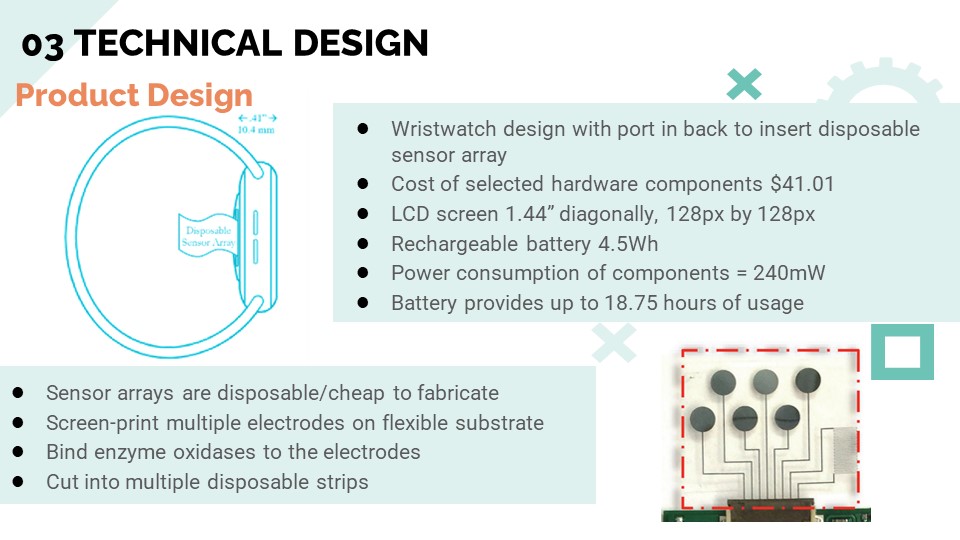 03 TECHNICAL DESIGN
Product Design
←.41”→
10.4 mm
Disposable
Sensor Array
● Wristwatch design with port in back to insert disposable
sensor array
● Cost of selected hardware components $41.01
● LCD screen 1.44” diagonally, 128px by 128px
● Rechargeable battery 4.5Wh
● Power consumption of components = 240mW
● Battery provides up to 18.75 hours of usage
● Sensor arrays are disposable/cheap to fabricate
● Screen-print multiple electrodes on flexible substrate
● Bind enzyme oxidases to the electrodes
● Cut into multiple disposable strips